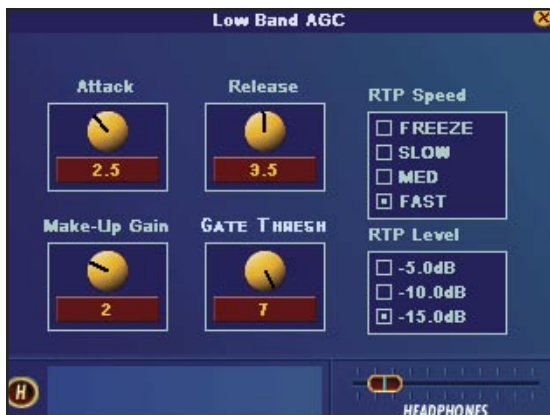 Low Band AGC
Attack
Release
2.5
3.5
Make-Up Gain
GATE THRESH
2
7
RTP Speed
FREEZE
SLOW
MED
FAST
RTP Level
-5.0dB
-10.0dB
-15.0dB
H
HEADPHONES